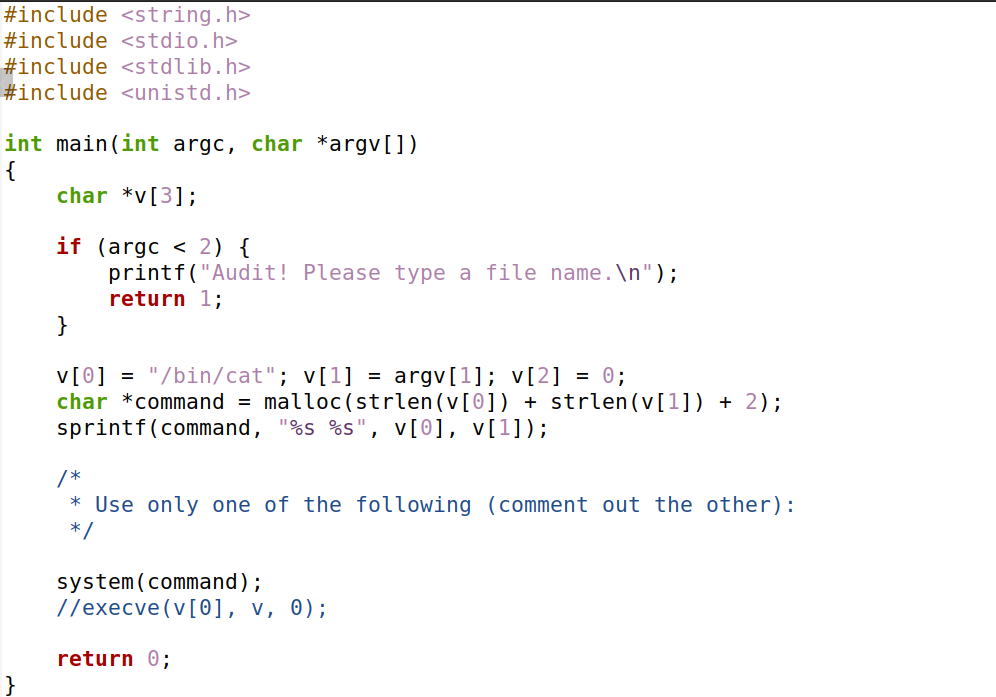 #include <string.h>
#include <stdio.h>
#include <stdlib.h>
#include <unistd.h>

int main(int argc, char *argv[])
{
    char *v[3];

    if (argc < 2) {
        printf("Audit! Please type a file name.\n");
        return 1;
    }

    v[0] = "/bin/cat"; v[1] = argv[1]; v[2] = 0;
    char *command = malloc(strlen(v[0]) + strlen(v[1]) + 2);
    sprintf(command, "%s %s", v[0], v[1]);

    /*
     * Use only one of the following (comment out the other):
     */

    system(command);
    //execve(v[0], v, 0);

    return 0;
}